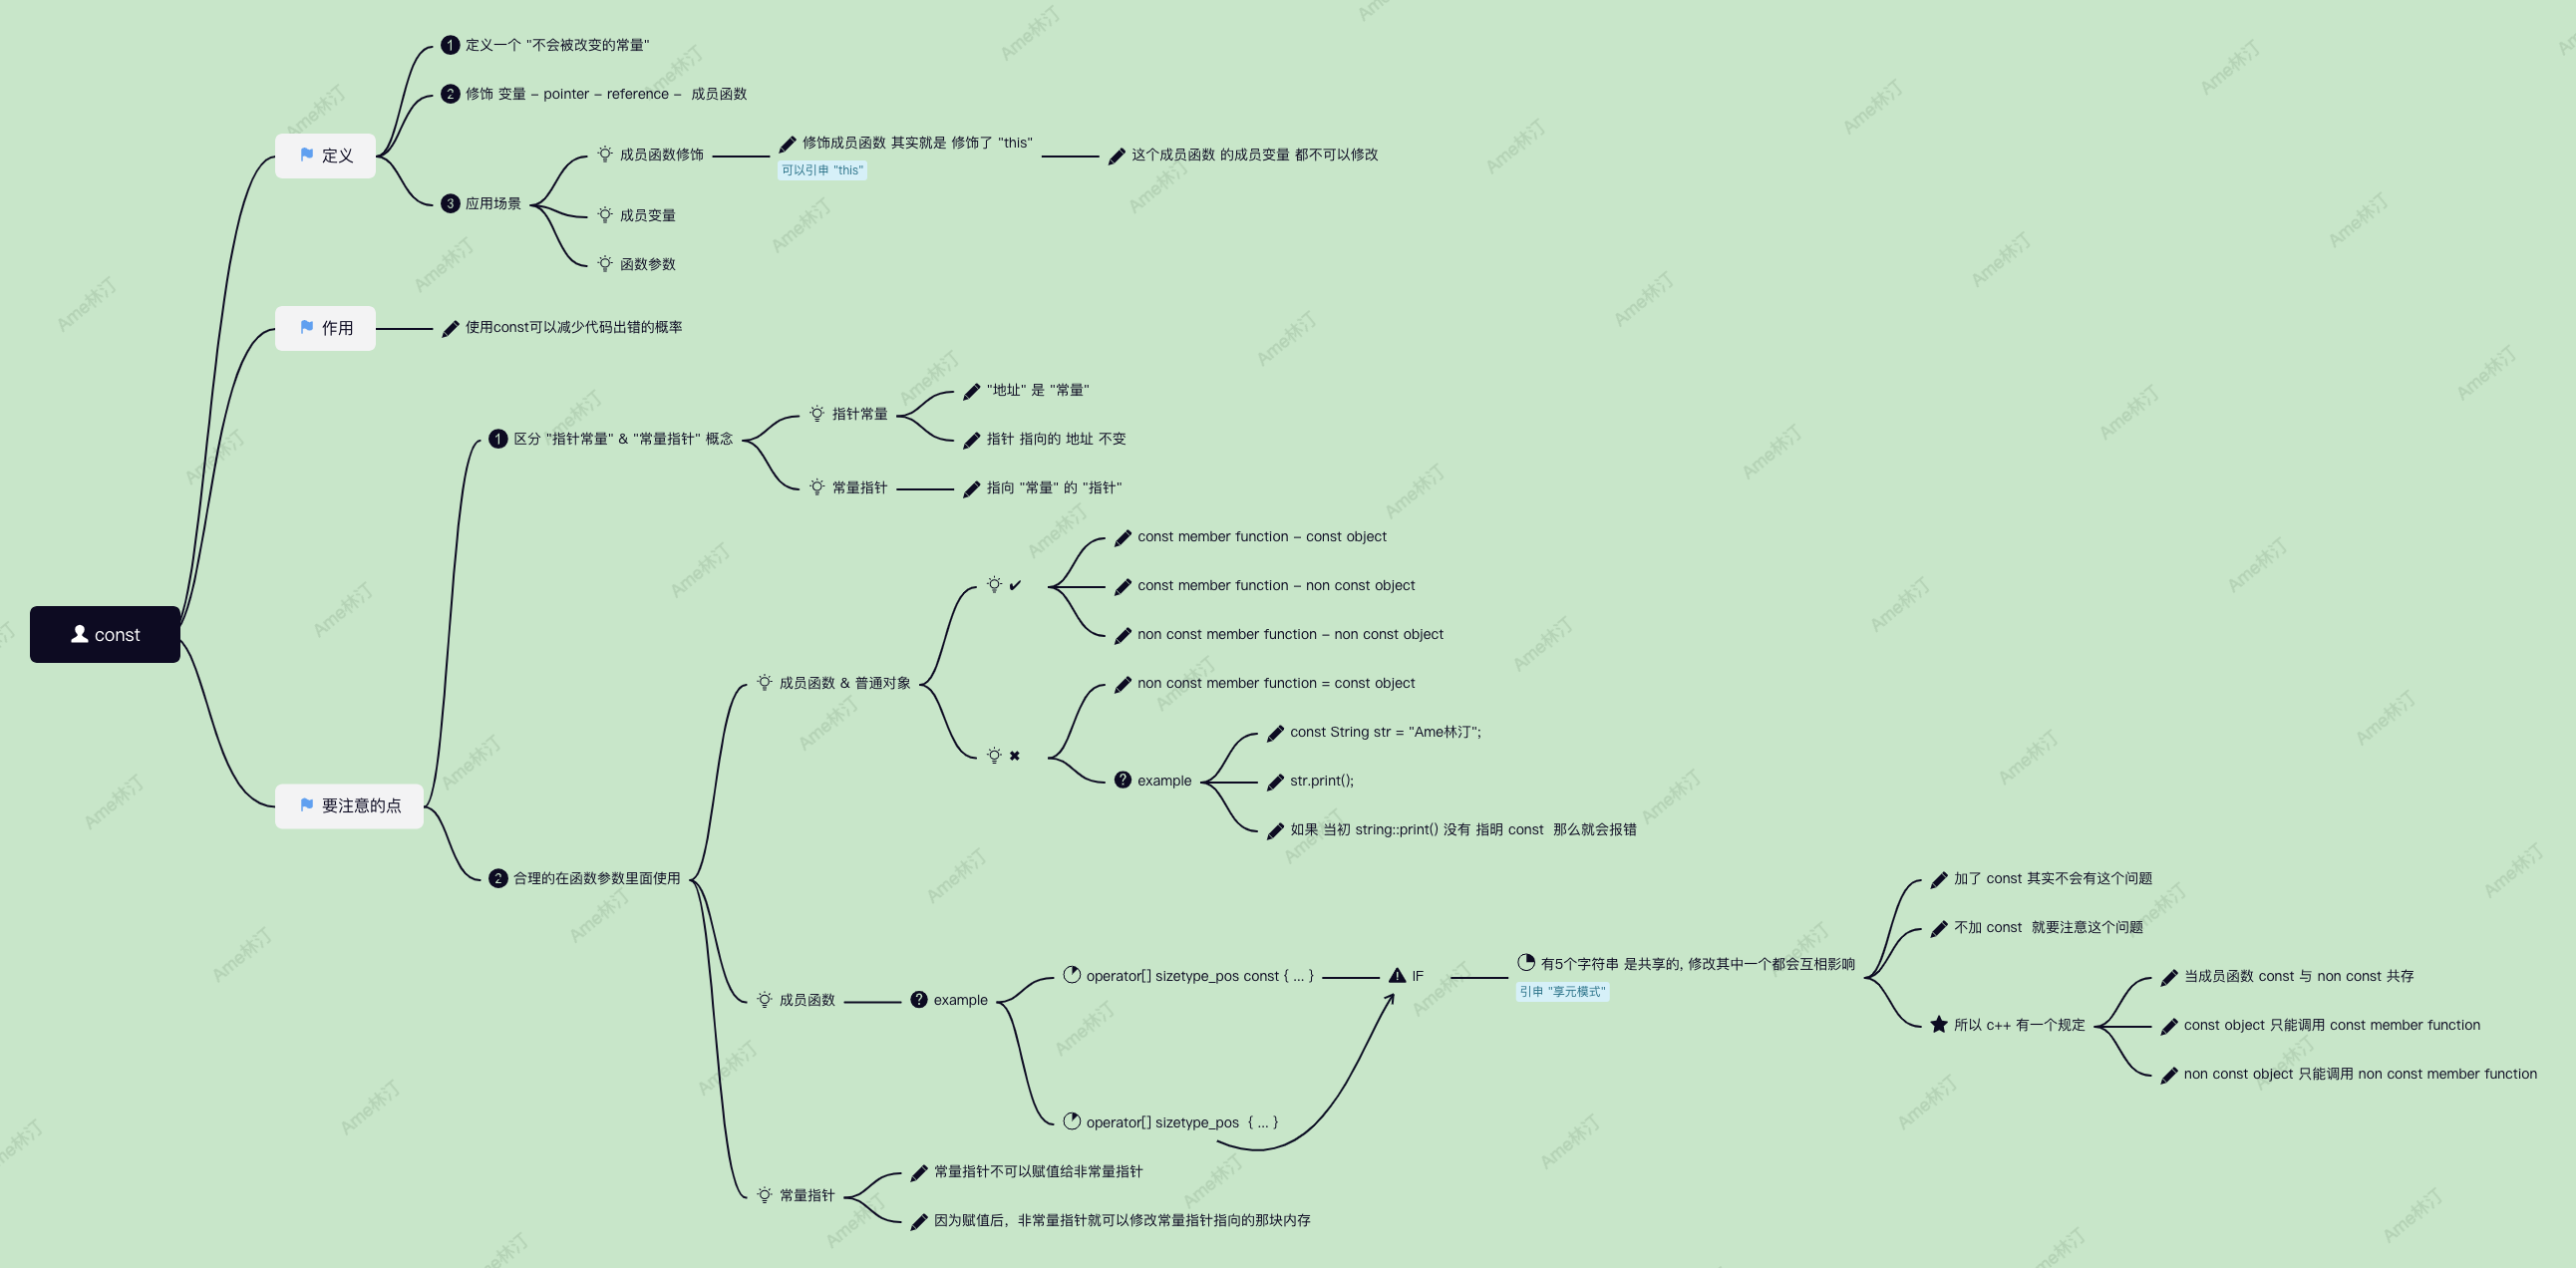 const
定义
1 定义一个 "不会被改变的常量"
2 修饰 变量 - pointer - reference - 成员函数
3 应用场景
成员函数修饰
修饰成员函数 其实就是 修饰了 "this"
可以引申 "this"
这个成员函数 的成员变量 都不可以修改
成员变量
函数参数
作用
使用const可以减少代码出错的概率
要注意的点
1 区分 "指针常量" & "常量指针" 概念
指针常量
"地址" 是 "常量"
指针 指向的 地址 不变
常量指针
指向 "常量" 的 "指针"
2 合理的在函数参数里面使用
成员函数 & 普通对象
✔
const member function - const object
const member function - non const object
non const member function - non const object
✖
non const member function = const object
example
const String str = "Ame林汀";
str.print();
如果 当初 string::print() 没有 指明 const 那么就会报错
成员函数
example
operator[] sizetype_pos const { ... }
IF
有5个字符串 是共享的, 修改其中一个都会互相影响
引申 "享元模式"
加了 const 其实不会有这个问题
不加 const 就要注意这个问题
所以 c++ 有一个规定
当成员函数 const 与 non const 共存
const object 只能调用 const member function
non const object 只能调用 non const member function
operator[] sizetype_pos { ... }
常量指针
常量指针不可以赋值给非常量指针
因为赋值后，非常量指针就可以修改常量指针指向的那块内存
Ame林汀